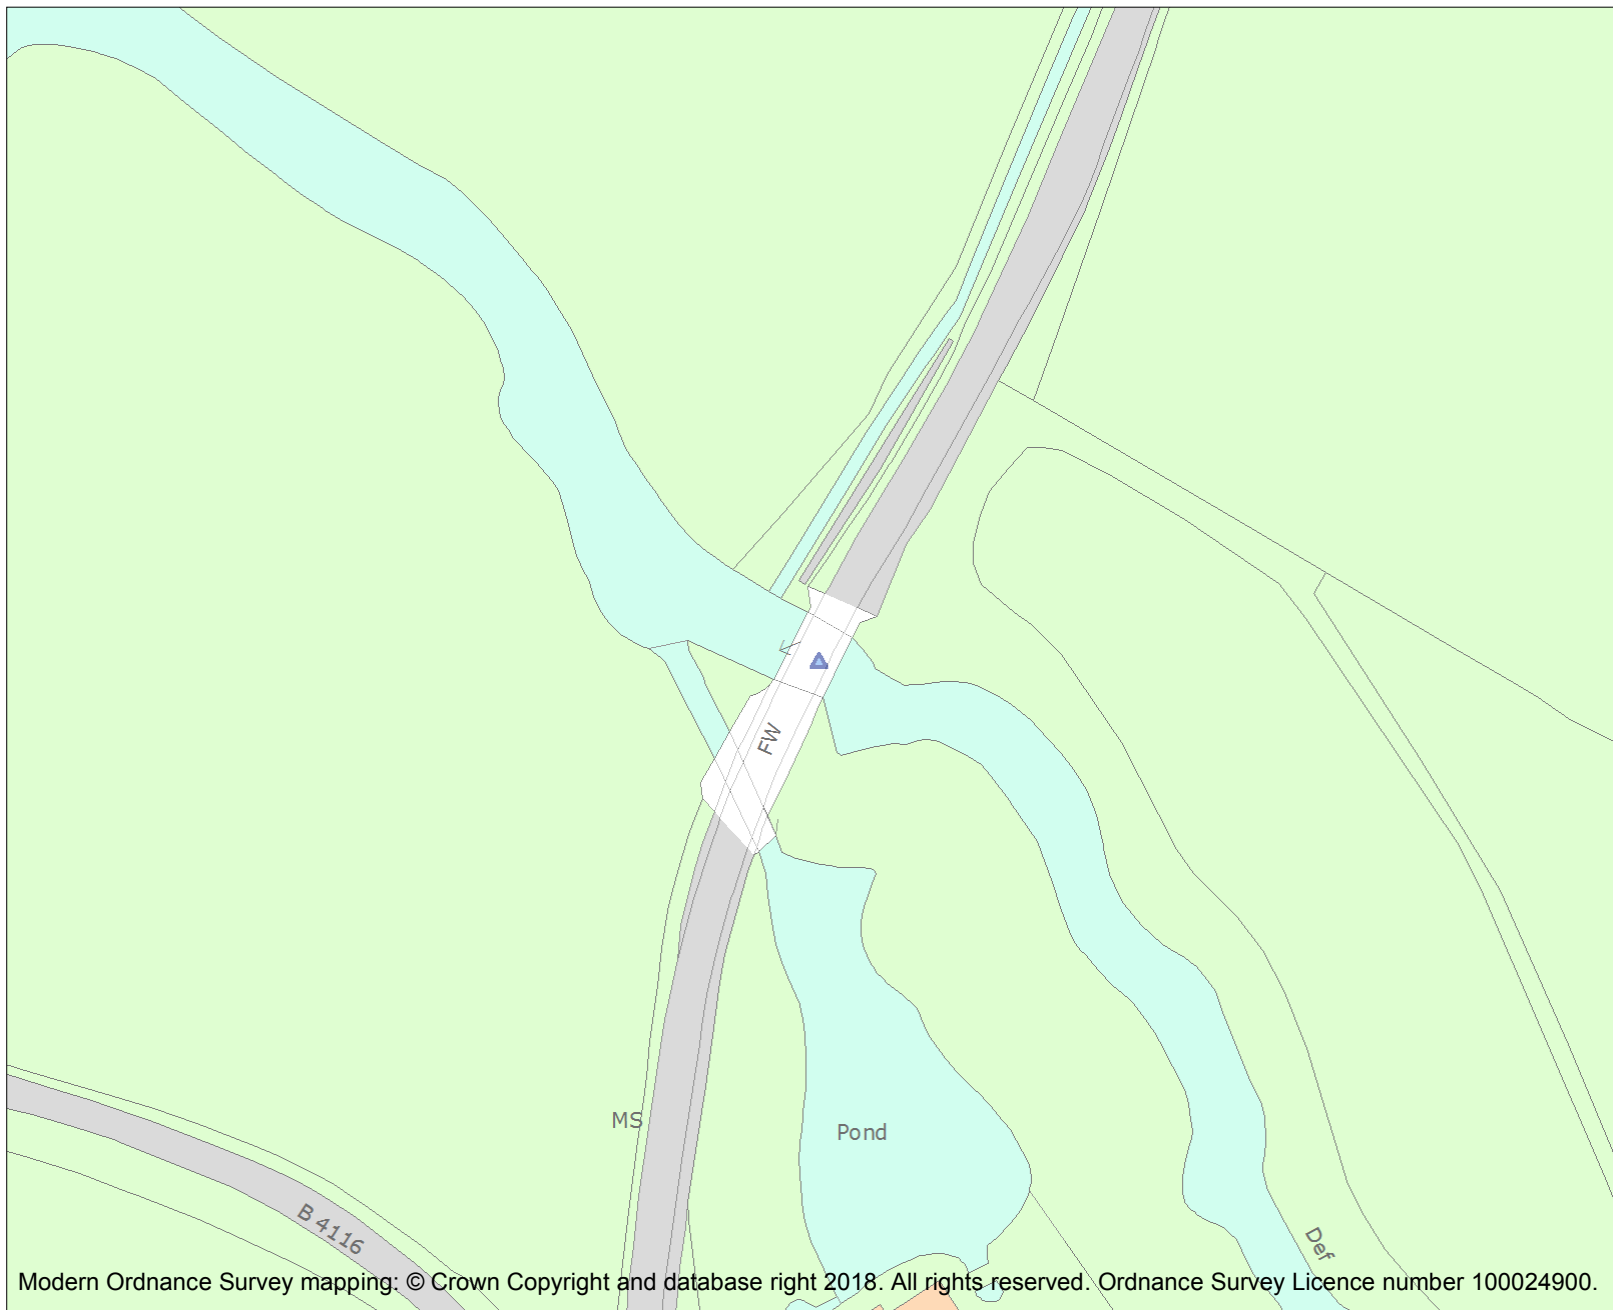 FW
MS
Pond
B 4116
Def
Modern Ordnance Survey mapping: © Crown Copyright and database right 2018. All rights reserved. Ordnance Survey Licence number 100024900.